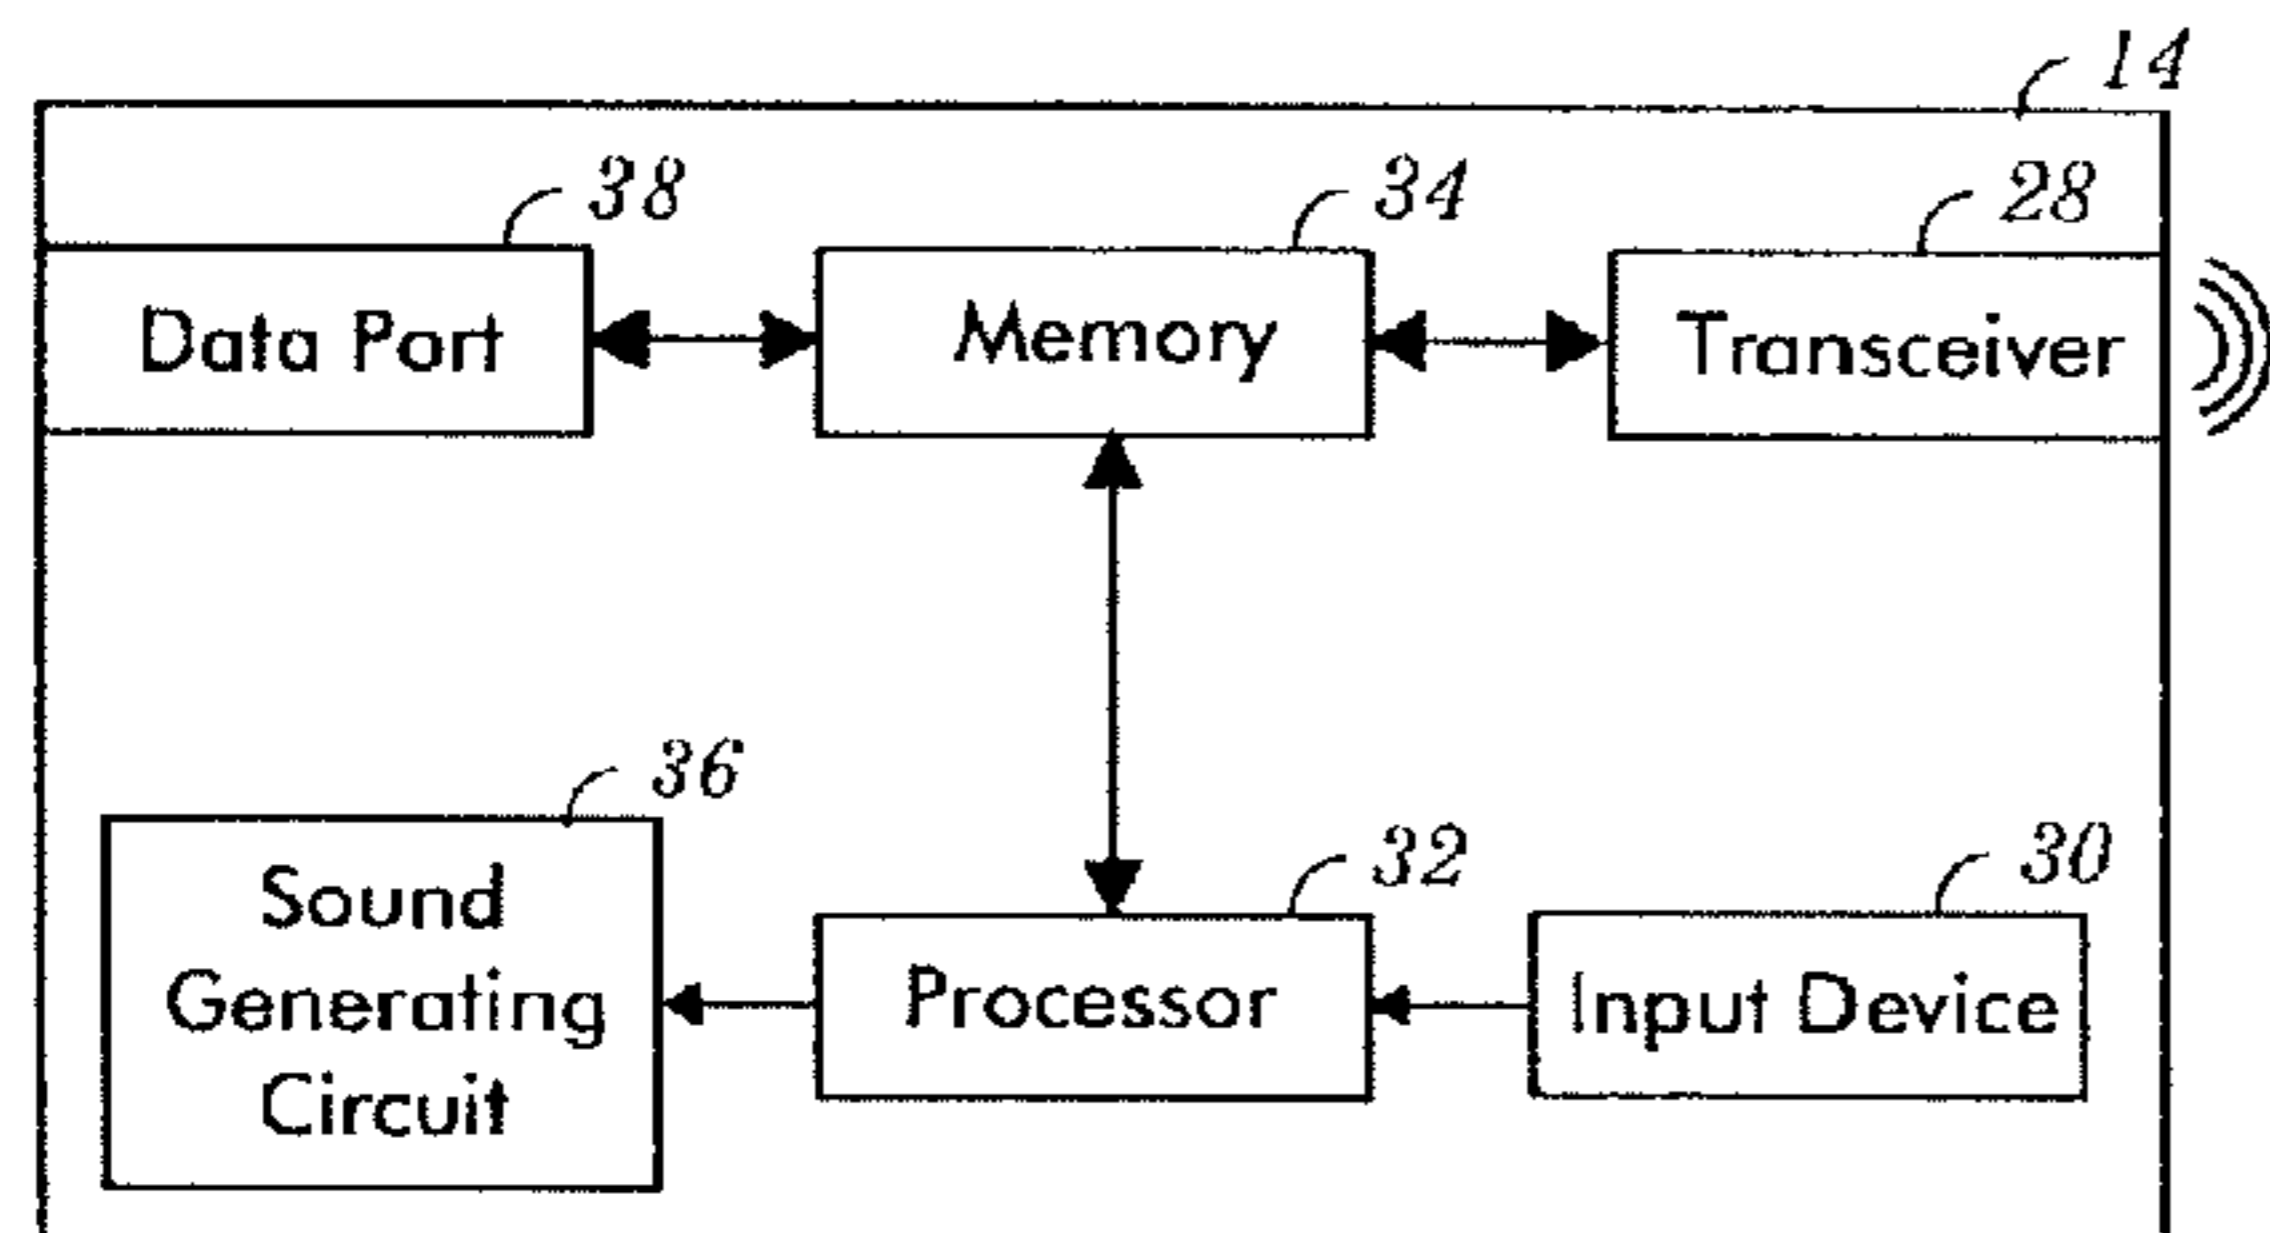 14
38
34
28
Data Port
Memory
Transceiver
36
32
30
Sound
Generating
Circuit
Processor
Input Device